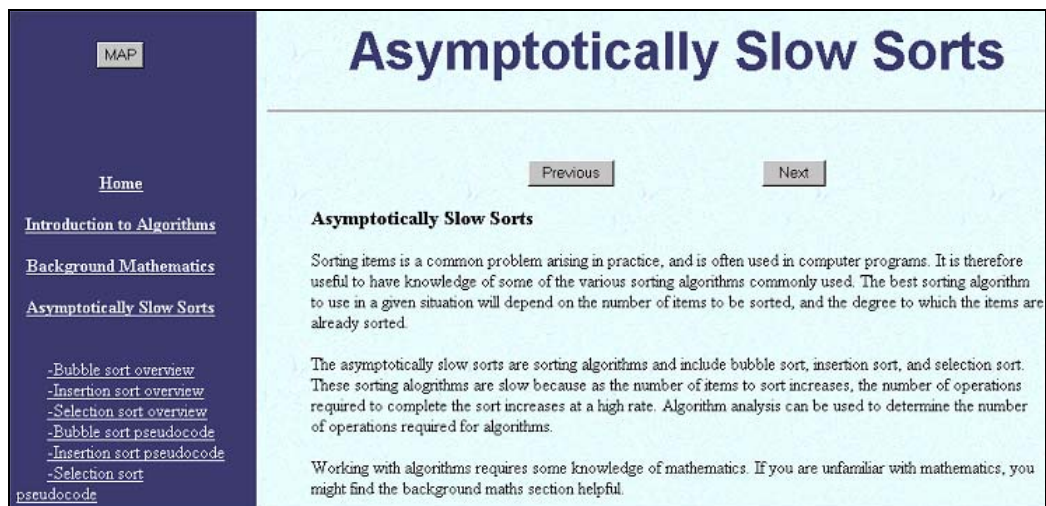 MAP
Home
Introduction to Algorithms
Background Mathematics
Asymptotically Slow Sorts
-Bubble sort overview
-Insertion sort overview
-Selection sort overview
-Bubble sort pseudocode
-Insertion sort pseudocode
-Selection sort
pseudocode
Asymptotically Slow Sorts
Previous
Next
Asymptotically Slow Sorts
Sorting items is a common problem arising in practice, and is often used in computer programs. It is therefore
useful to have knowledge of some of the various sorting algorithms commonly used. The best sorting algorithm
to use in a given situation will depend on the number of items to be sorted, and the degree to which the items are
already sorted.
The asymptotically slow sorts are sorting algorithms and include bubble sort, insertion sort, and selection sort.
These sorting alogrithms are slow because as the number of items to sort increases, the number of operations
required to complete the sort increases at a high rate. Algorithm analysis can be used to determine the number
of operations required for algorithms.
Working with algorithms requires some knowledge of mathematics. If you are unfamiliar with mathematics, you
might find the background maths section helpful.